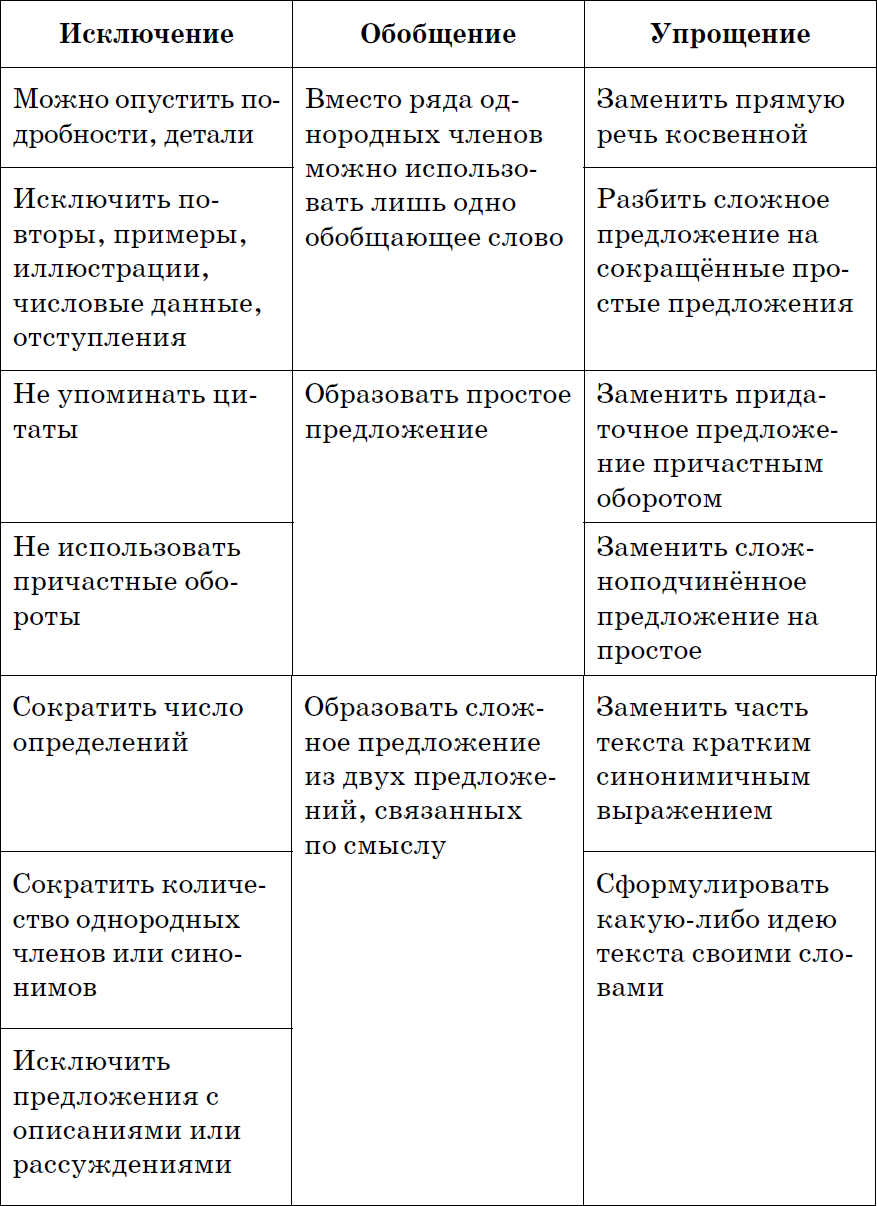 Исключение
Обобщение
Упрощение
Можно опустить по-
дробности, детали
Вместо ряда од-
нородных членов
можно использо-
вать лишь одно
обобщающее слово
Заменить прямую
речь косвенной
Исключить по-
вторы, примеры,
иллюстрации,
числовые данные,
отступления
Разбить сложное
предложение на
сокращённые про-
стые предложения
Не упоминать ци-
таты
Образовать простое
предложение
Заменить прида-
точное предложе-
ние причастным
оборотом
Не использовать
причастные обо-
роты
Заменить слож-
ноподчинённое
предложение на
простое
Сократить число
определений
Образовать слож-
ное предложение
из двух предложе-
ний, связанных
по смыслу
Заменить часть
текста кратким
синонимичным
выражением
Сократить количе-
ство однородных
членов или сино-
нимов
Сформулировать
какую-либо идею
текста своими сло-
вами
Исключить
предложения с
описаниями или
рассуждениями